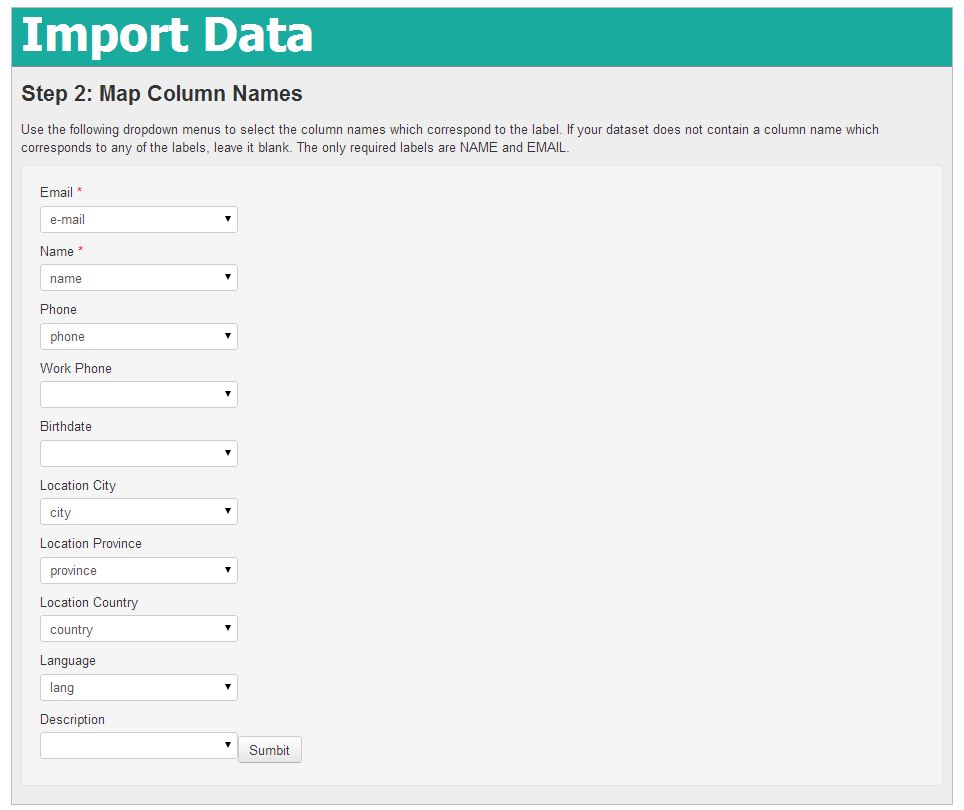 Import Data
Step 2: Map Column Names
Use the following dropdown menus to select the column names which correspond to the label. If your dataset does not contain a column name which
corresponds to any of the labels, leave it blank. The only required labels are NAME and EMAIL.
Email *
e-mail
Name *
name
Phone
phone
Work Phone
Birthdate
Location City
city
Location Province
province
Location Country
country
Language
lang
Description
Sumbit